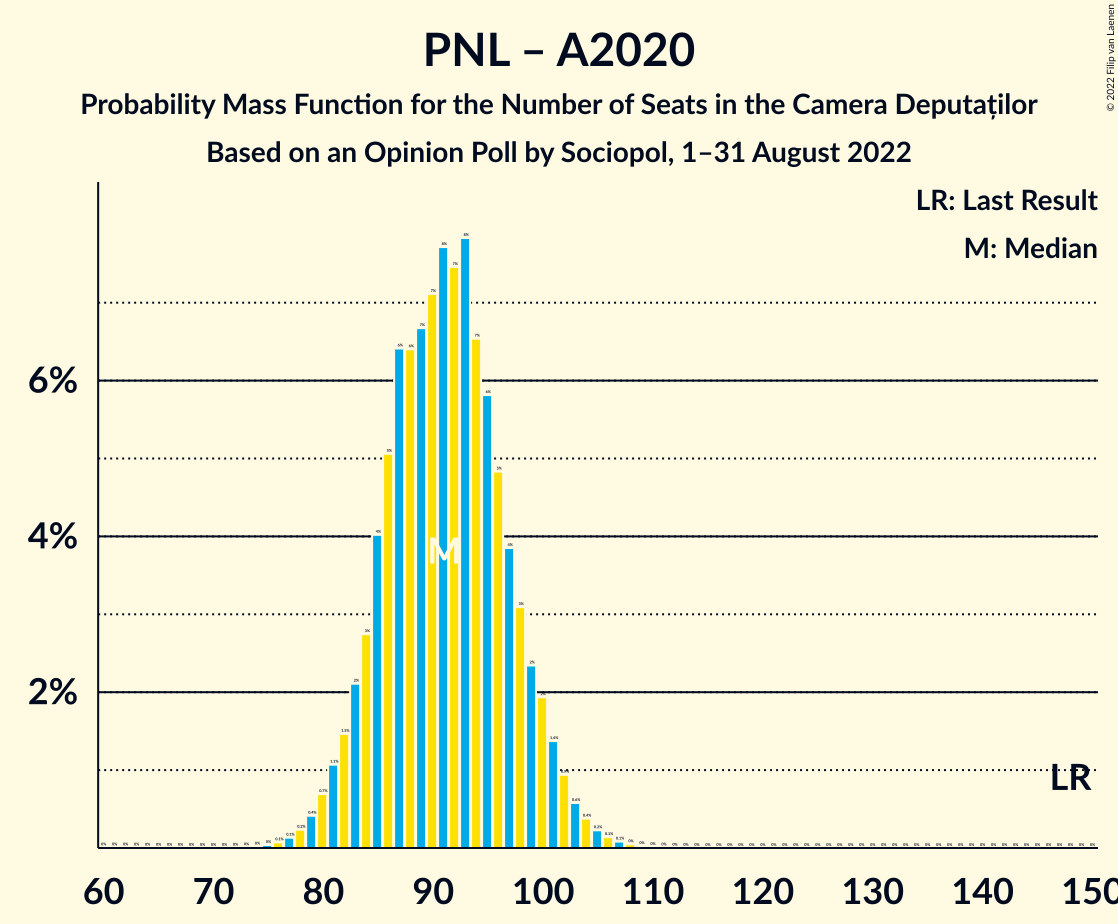 PNL – A2020
Probability Mass Function for the Number of Seats in the Camera Deputaților
Based on an Opinion Poll by Sociopol, 1–31 August 2022
© 2022 Filip van Laenen
LR: Last Result
M: Median
6%
4%
2%
M
LR
60 70 80 90 100 110 120 130 140 150